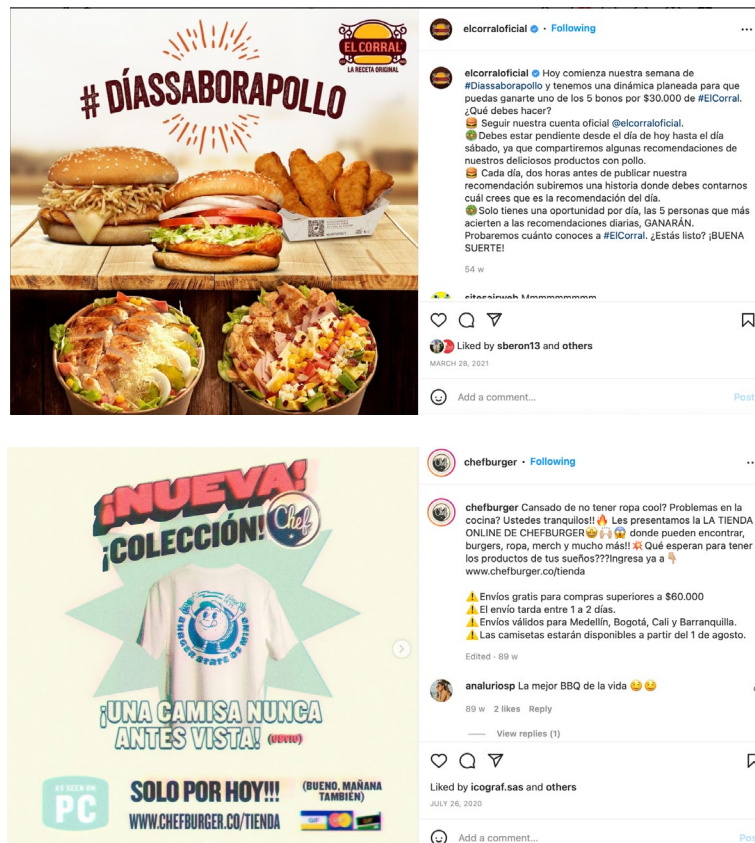 EL CORRAL
LA RECETA ORIGINAL
# DÍASSABORAPOLLO
elcorraloficial • Following
elcorraloficial Hoy comienza nuestra semana de
#Díassaborapollo y tenemos una dinámica planeada para que
puedas ganarte uno de los 5 bonos por $30.000 de #ElCorral.
¿Qué debes hacer?
🍔 Seguir nuestra cuenta oficial @elcorraloficial.
🥗Debes estar pendiente desde el día de hoy hasta el día
sábado, ya que compartiremos algunas recomendaciones de
nuestros deliciosos productos con pollo.
🍔 Cada día, dos horas antes de publicar nuestra
recomendación subiremos una historia donde debes contarnos
cuál crees que es la recomendación del día.
🥗Solo tienes una oportunidad por día, las 5 personas que más
acierten a las recomendaciones diarias, GANARÁN.
Probaremos cuánto conoces a #ElCorral. ¿Estás listo? ¡BUENA
SUERTE!
54 w
Liked by sberon13 and others
MARCH 28, 2021
Add a comment...
Post
¡NUEVA!
¡COLECCIÓN!
Chef
BURGER STATE OF MIND
¡UNA CAMISA NUNCA
ANTES VISTA! (OBVIO)
AS SEEN ON
PC
SOLO POR HOY!!!
(BUENO, MAÑANA
TAMBIÉN)
WWW.CHEFBURGER.CO/TIENDA
chefburger • Following
chefburger Cansado de no tener ropa cool? Problemas en la
cocina? Ustedes tranquilos!!🔥 Les presentamos la LA TIENDA
ONLINE DE CHEFBURGER🤩🙌🏻😱 donde pueden encontrar,
burgers, ropa, merch y mucho más!!💥 Qué esperan para tener
los productos de tus sueños???Ingresa ya a 👇🏻
www.chefburger.co/tienda
⚠️Envíos gratis para compras superiores a $60.000
⚠️El envío tarda entre 1 a 2 días.
⚠️Envíos válidos para Medellín, Bogotá, Cali y Barranquilla.
⚠️Las camisetas estarán disponibles a partir del 1 de agosto.
Edited · 89 w
analuriosp La mejor BBQ de la vida 😉😉
89 w 2 likes Reply
View replies (1)
Liked by icograf.sas and others
JULY 26, 2020
Add a comment...